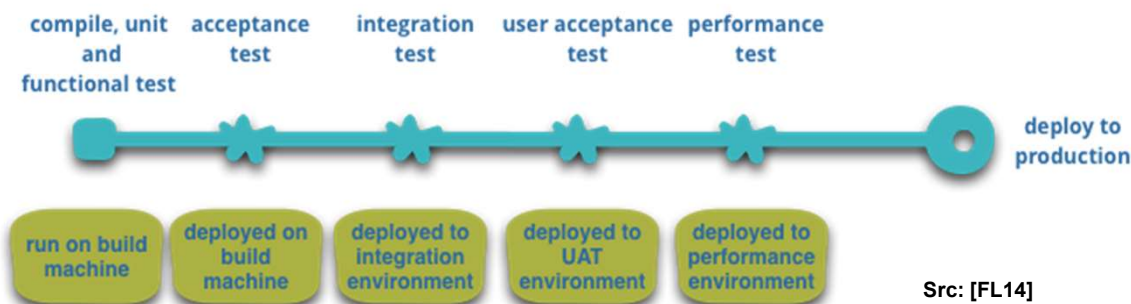 compile, unit
and
functional test
acceptance
test
integration
test
user acceptance
test
performance
test
deploy to
production
run on build
machine
deployed on
build
machine
deployed to
integration
environment
deployed to
UAT
environment
deployed to
performance
environment
Src: [FL14]